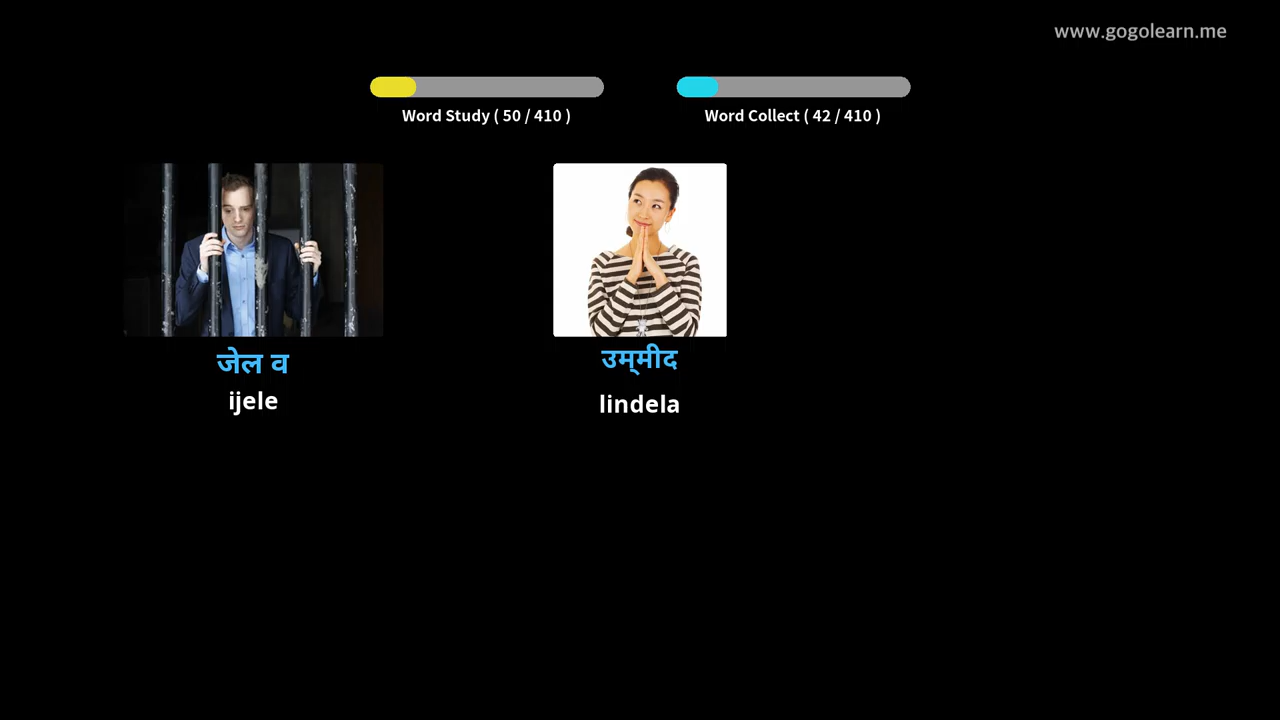 www.gogolearn.me
Word Study ( 50 / 410 )
Word Collect ( 42 / 410 )
जेल व
ijele
उम्‌मीद
lindela